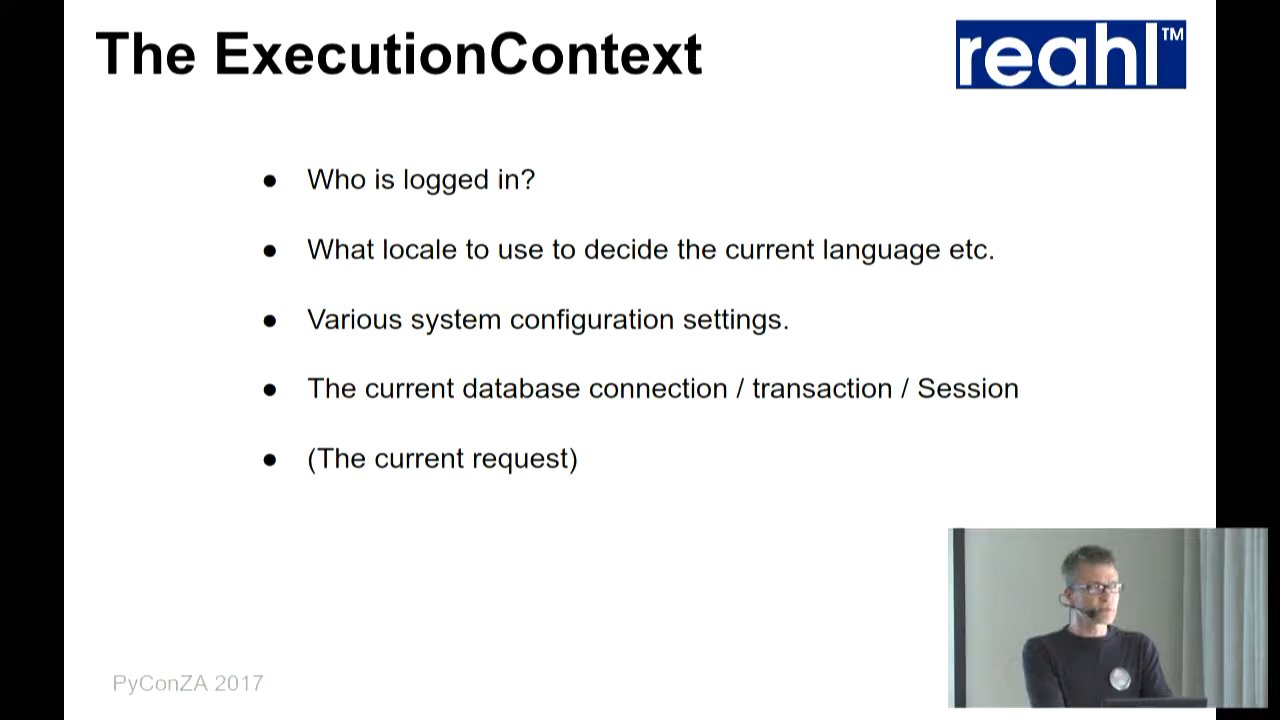 The ExecutionContext
reahl™
● Who is logged in?
● What locale to use to decide the current language etc.
● Various system configuration settings.
● The current database connection / transaction / Session
● (The current request)
PyConZA 2017